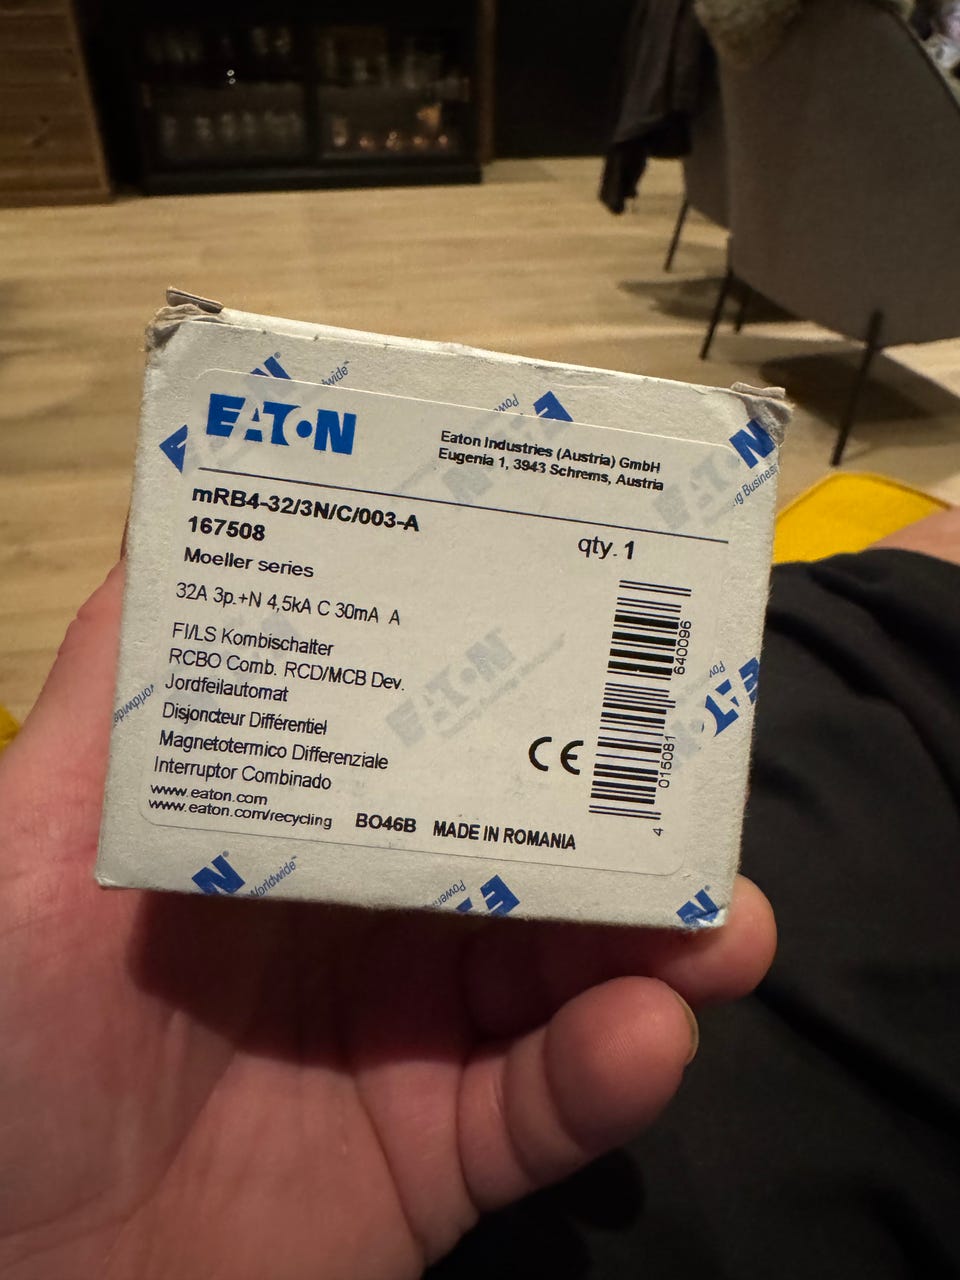 EATON
Eaton Industries (Austria) GmbH
Eugenia 1, 3943 Schrems, Austria
mRB4-32/3N/C/003-A
167508
qty. 1
Moeller series
32A 3p.+N 4,5kA C 30mA A
FI/LS Kombischalter
RCBO Comb. RCD/MCB Dev.
Jordfeilautomat
Disjoncteur Différentiel
Magnetotermico Differenziale
Interruptor Combinado
www.eaton.com
www.eaton.com/recycling
BO46B MADE IN ROMANIA
CE
4 015081 640096
EATON
Worldwide™